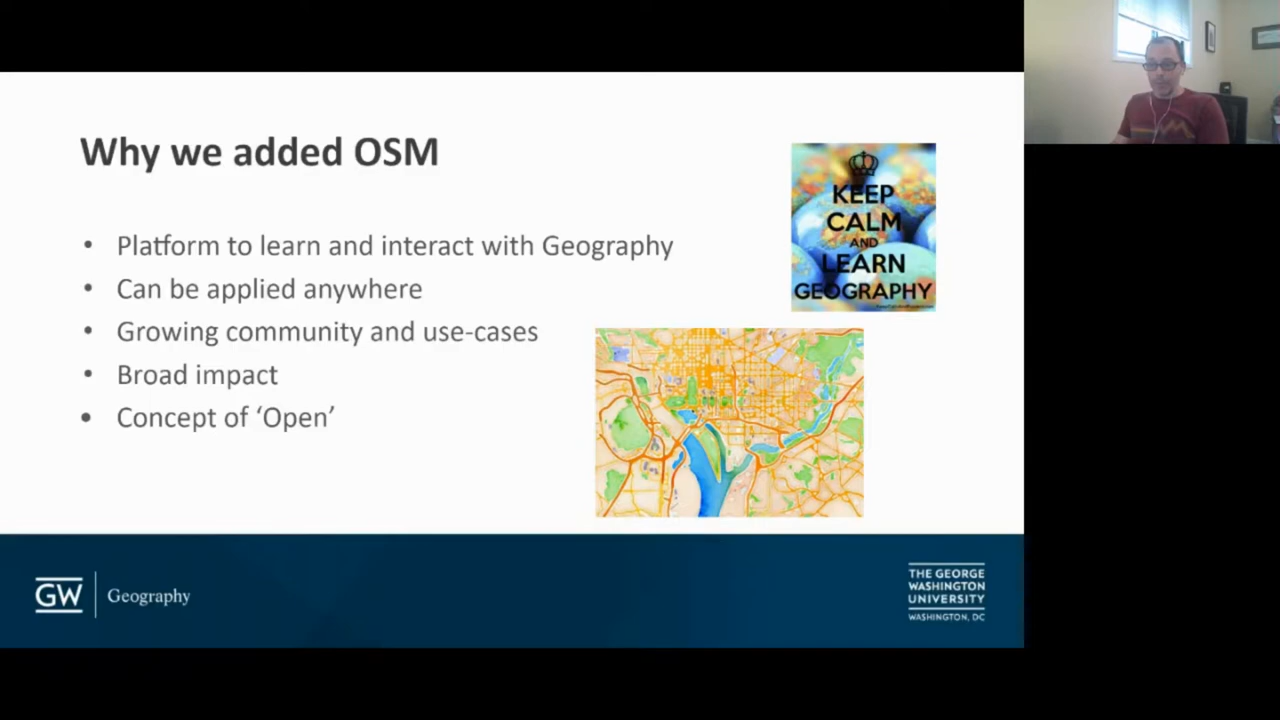 Why we added OSM
• Platform to learn and interact with Geography
• Can be applied anywhere
• Growing community and use-cases
• Broad impact
• Concept of ‘Open’
KEEP
CALM
AND
LEARN
GEOGRAPHY
GW
Geography
THE GEORGE
WASHINGTON
UNIVERSITY
WASHINGTON, DC